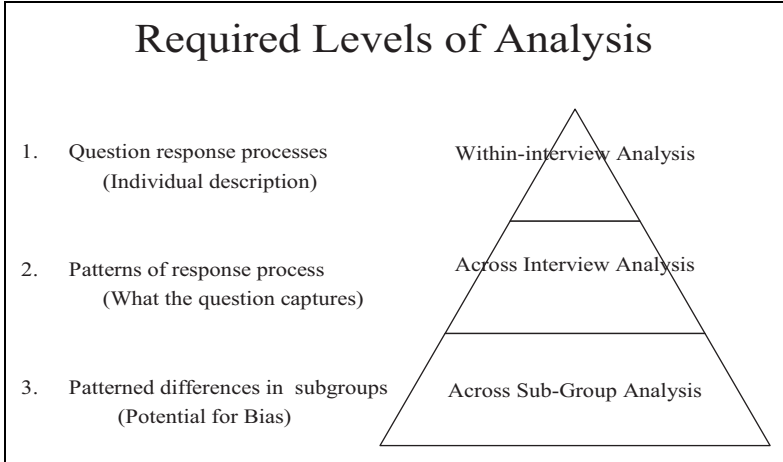 Required Levels of Analysis
1. Question response processes
(Individual description)
Within-interview Analysis
2. Patterns of response process
(What the question captures)
Across Interview Analysis
3. Patterned differences in subgroups
(Potential for Bias)
Across Sub-Group Analysis